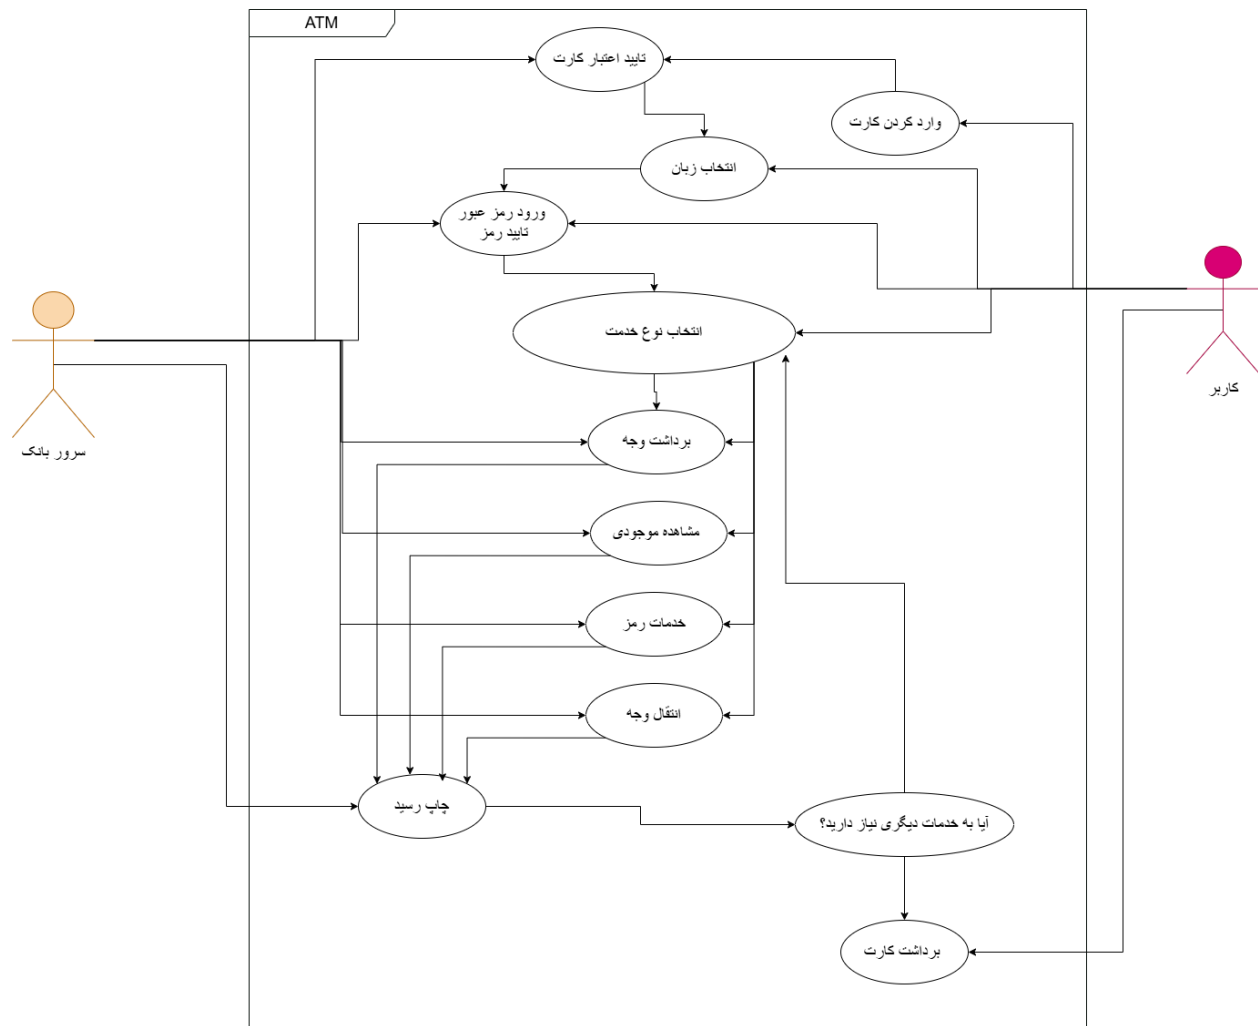 ATM
تایید اعتبار کارت
وارد کردن کارت
انتخاب زبان
ورود رمز عبور
تایید رمز
انتخاب نوع خدمت
کاربر
برداشت وجه
سرور بانک
مشاهده موجودی
خدمات رمز
انتقال وجه
چاپ رسید
آیا به خدمات دیگری نیاز دارید؟
برداشت کارت